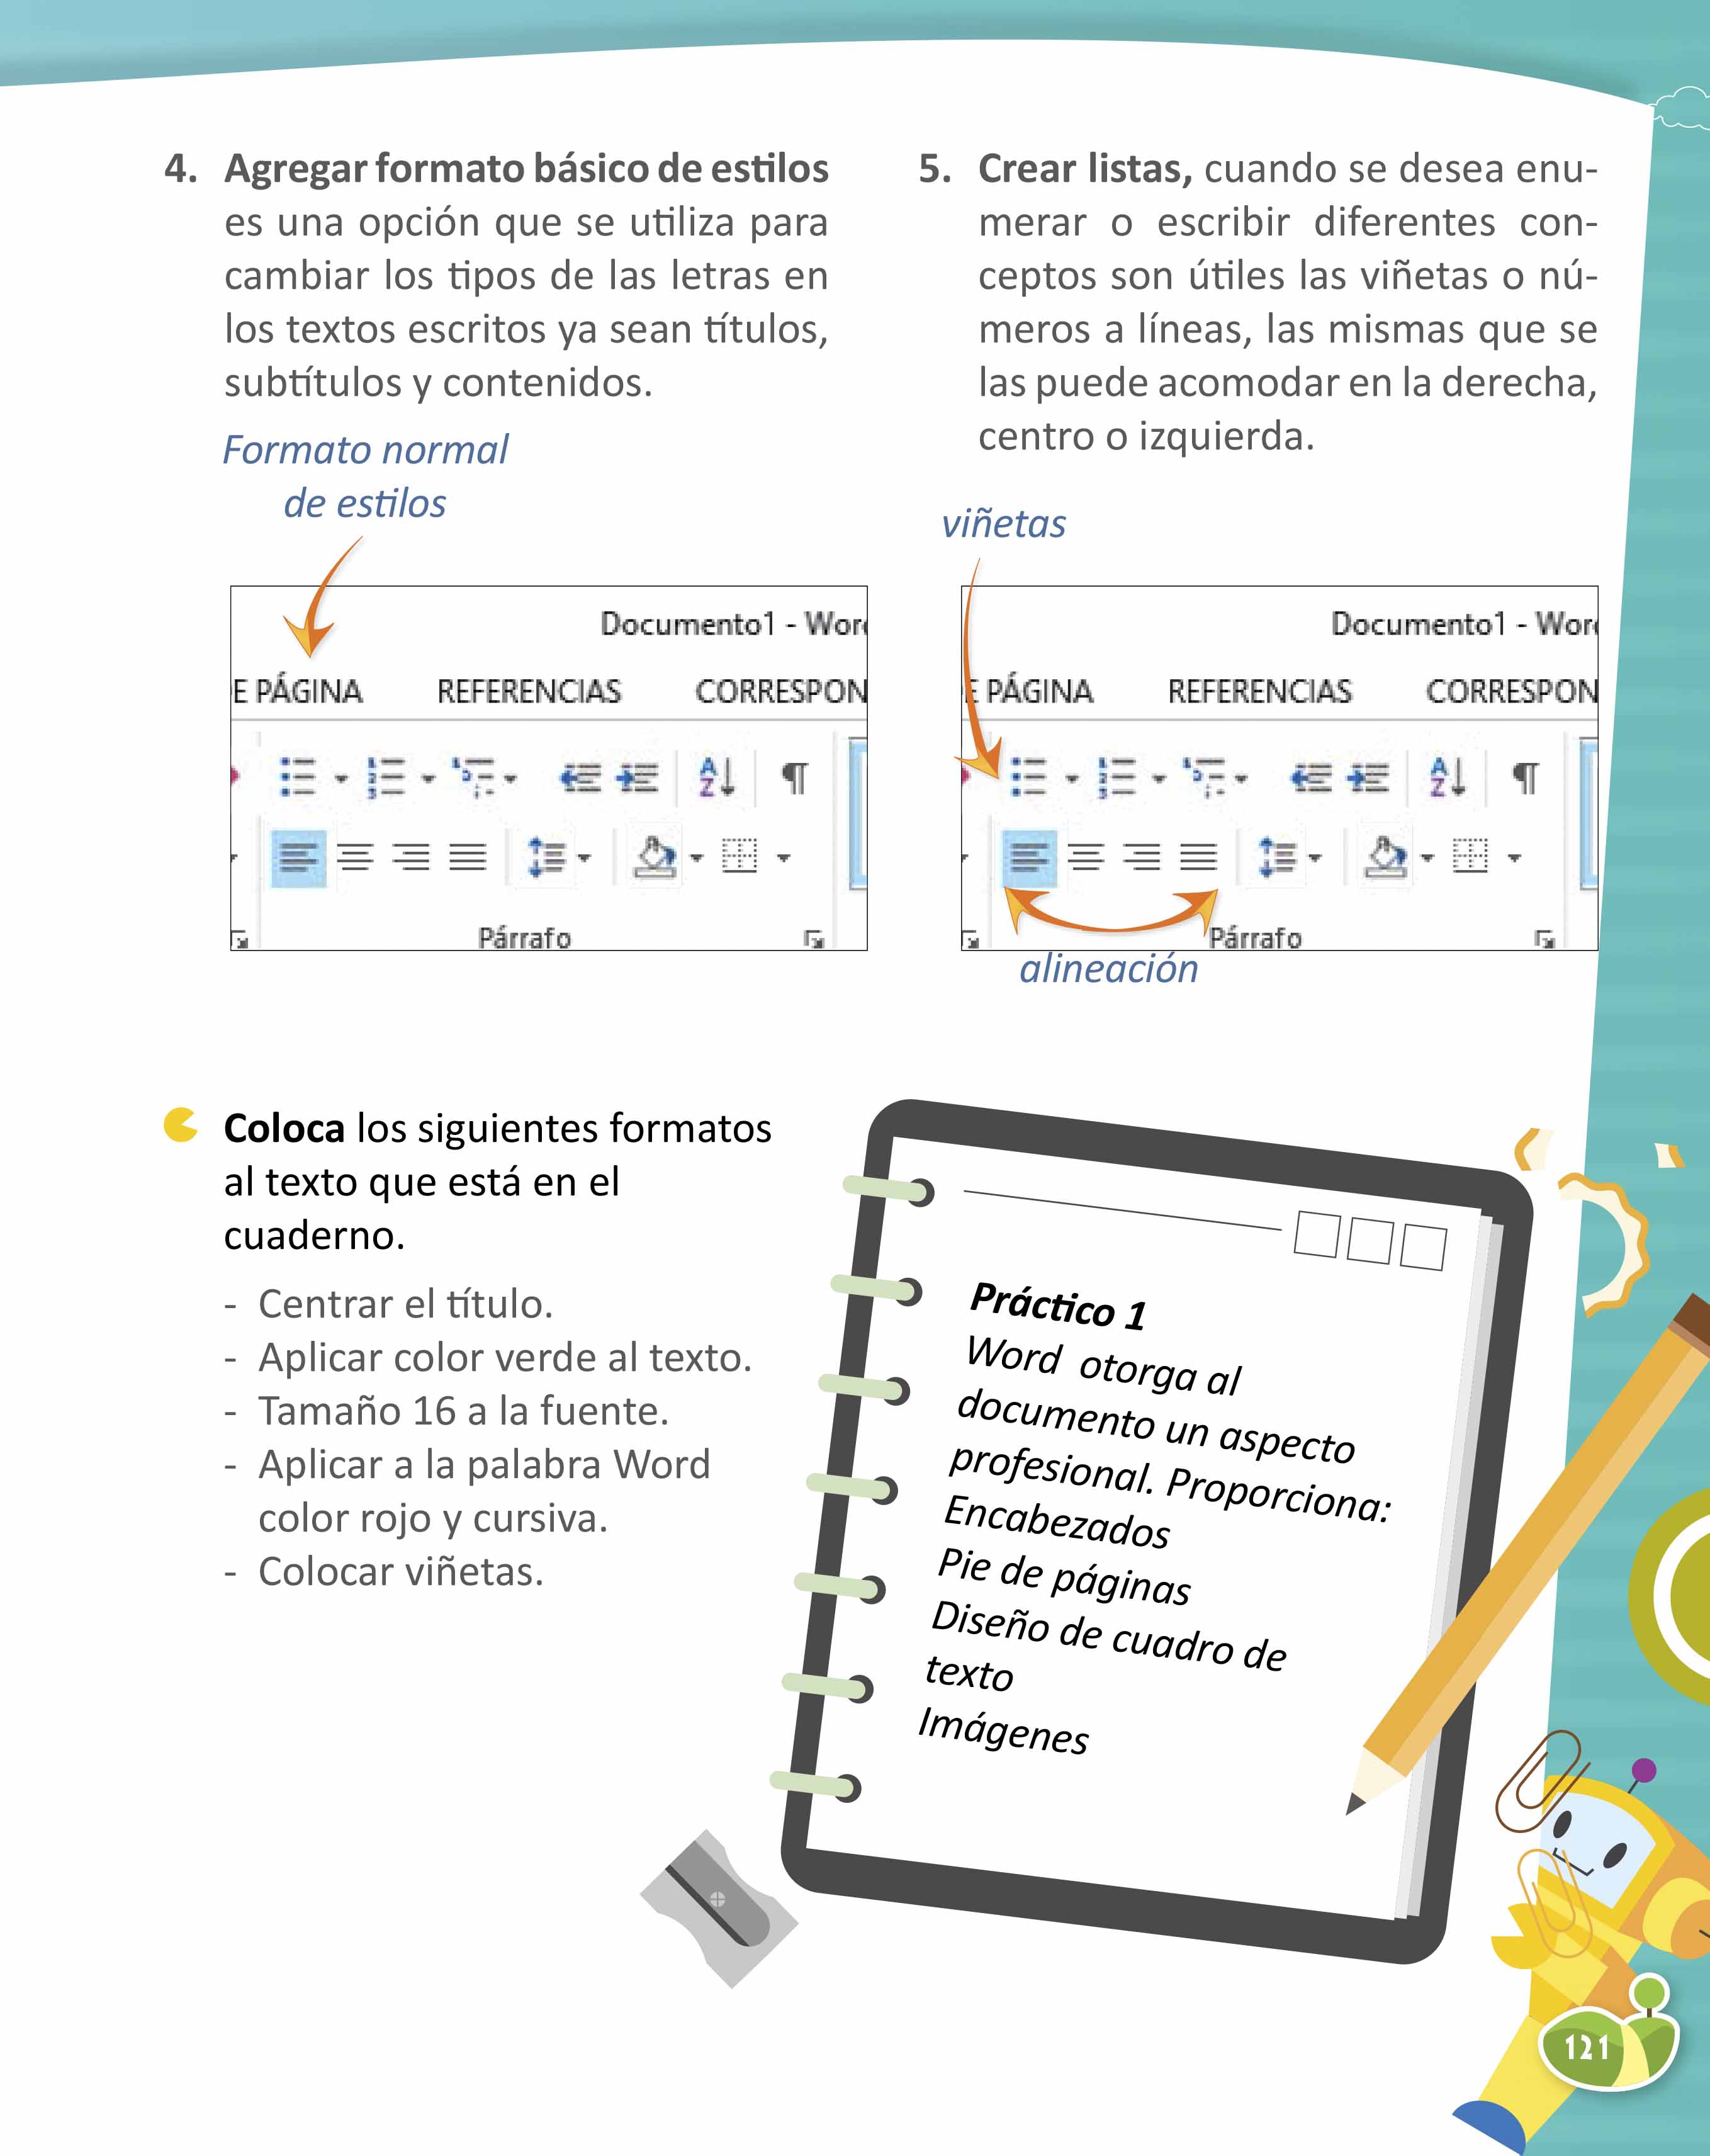 4. Agregar formato básico de estilos
es una opción que se utiliza para
cambiar los tipos de las letras en
los textos escritos ya sean títulos,
subtítulos y contenidos.
Formato normal
de estilos
Documento1 - Wor
E PÁGINA REFERENCIAS CORRESPON
Párrafo
5. Crear listas, cuando se desea enu-
merar o escribir diferentes con-
ceptos son útiles las viñetas o nú-
meros a líneas, las mismas que se
las puede acomodar en la derecha,
centro o izquierda.
viñetas
Documento1 - Wor
E PÁGINA REFERENCIAS CORRESPON
Párrafo
alineación
Coloca los siguientes formatos
al texto que está en el
cuaderno.
- Centrar el título.
- Aplicar color verde al texto.
- Tamaño 16 a la fuente.
- Aplicar a la palabra Word
color rojo y cursiva.
- Colocar viñetas.
Práctico 1
Word otorga al
documento un aspecto
profesional. Proporciona:
Encabezados
Pie de páginas
Diseño de cuadro de
texto
Imágenes
121